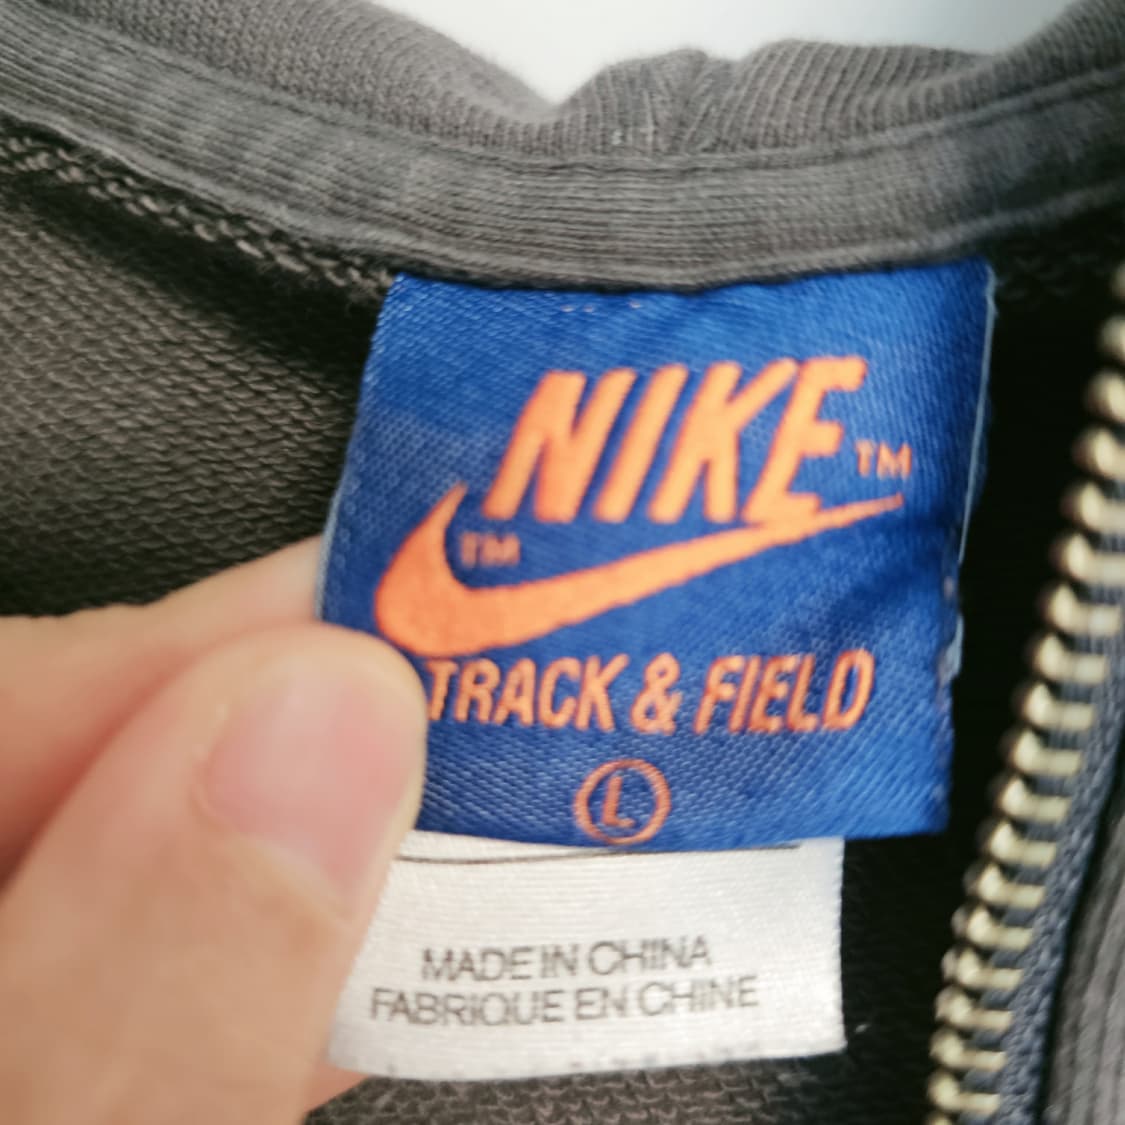 NIKE™
™
TRACK & FIELD
L
MADE IN CHINA
FABRIQUE EN CHINE